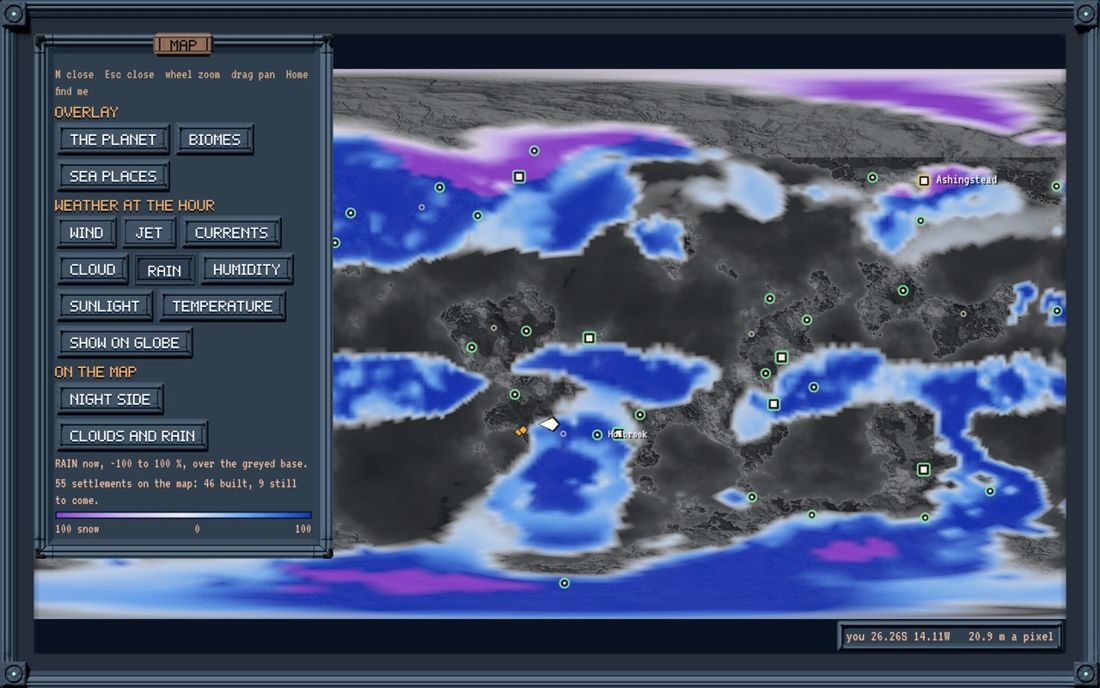 MAP
M close Esc close wheel zoom drag pan Home
find me
OVERLAY
THE PLANET BIOMES
SEA PLACES
WEATHER AT THE HOUR
WIND JET CURRENTS
CLOUD RAIN HUMIDITY
SUNLIGHT TEMPERATURE
SHOW ON GLOBE
ON THE MAP
NIGHT SIDE
CLOUDS AND RAIN
RAIN now, -100 to 100 %, over the greyed base.
55 settlements on the map: 46 built, 9 still
to come.
100 snow 0 100
Ashingstead
you 26.26S 14.11W 20.9 m a pixel